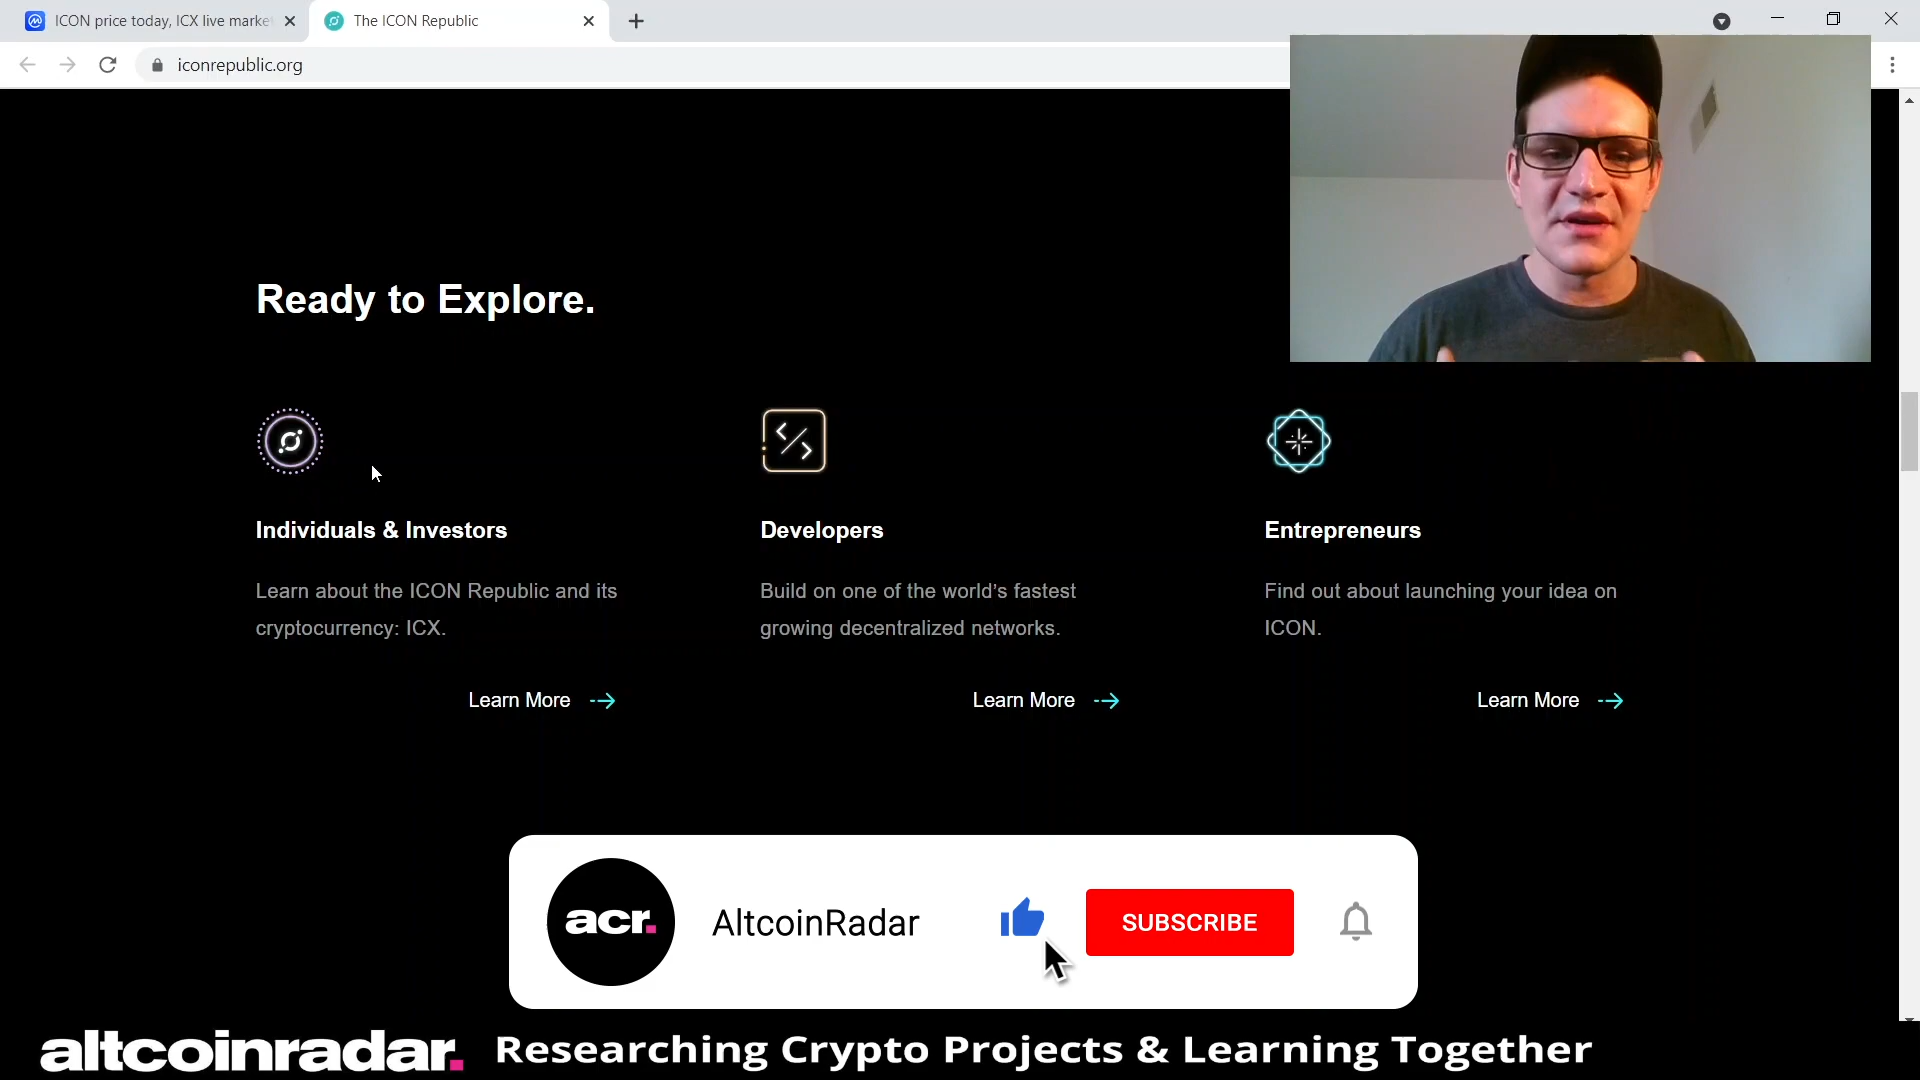 ICON price today, ICX live marke
The ICON Republic
iconrepublic.org
Ready to Explore.
Individuals & Investors
Learn about the ICON Republic and its
cryptocurrency: ICX.
Learn More
Developers
Build on one of the world's fastest
growing decentralized networks.
Learn More
Entrepreneurs
Find out about launching your idea on
ICON.
Learn More
acr.
AltcoinRadar
SUBSCRIBE
altcoinradar.
Researching Crypto Projects & Learning Together